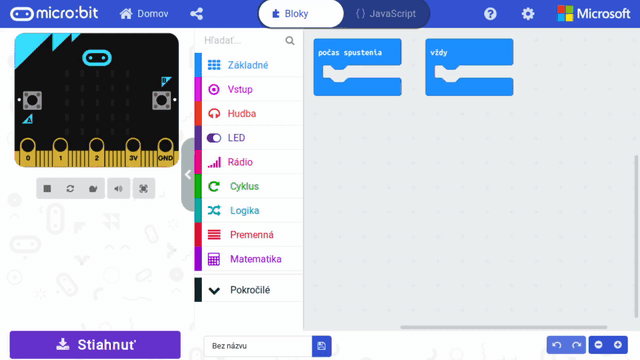 micro:bit
Domov
Bloky
{} JavaScript
Microsoft
B
A
0 1 2 3V GND
Hľadať...
Základné
Vstup
Hudba
LED
Rádio
Cyklus
Logika
Premenná
Matematika
Pokročilé
počas spustenia
vždy
Stiahnuť
Bez názvu